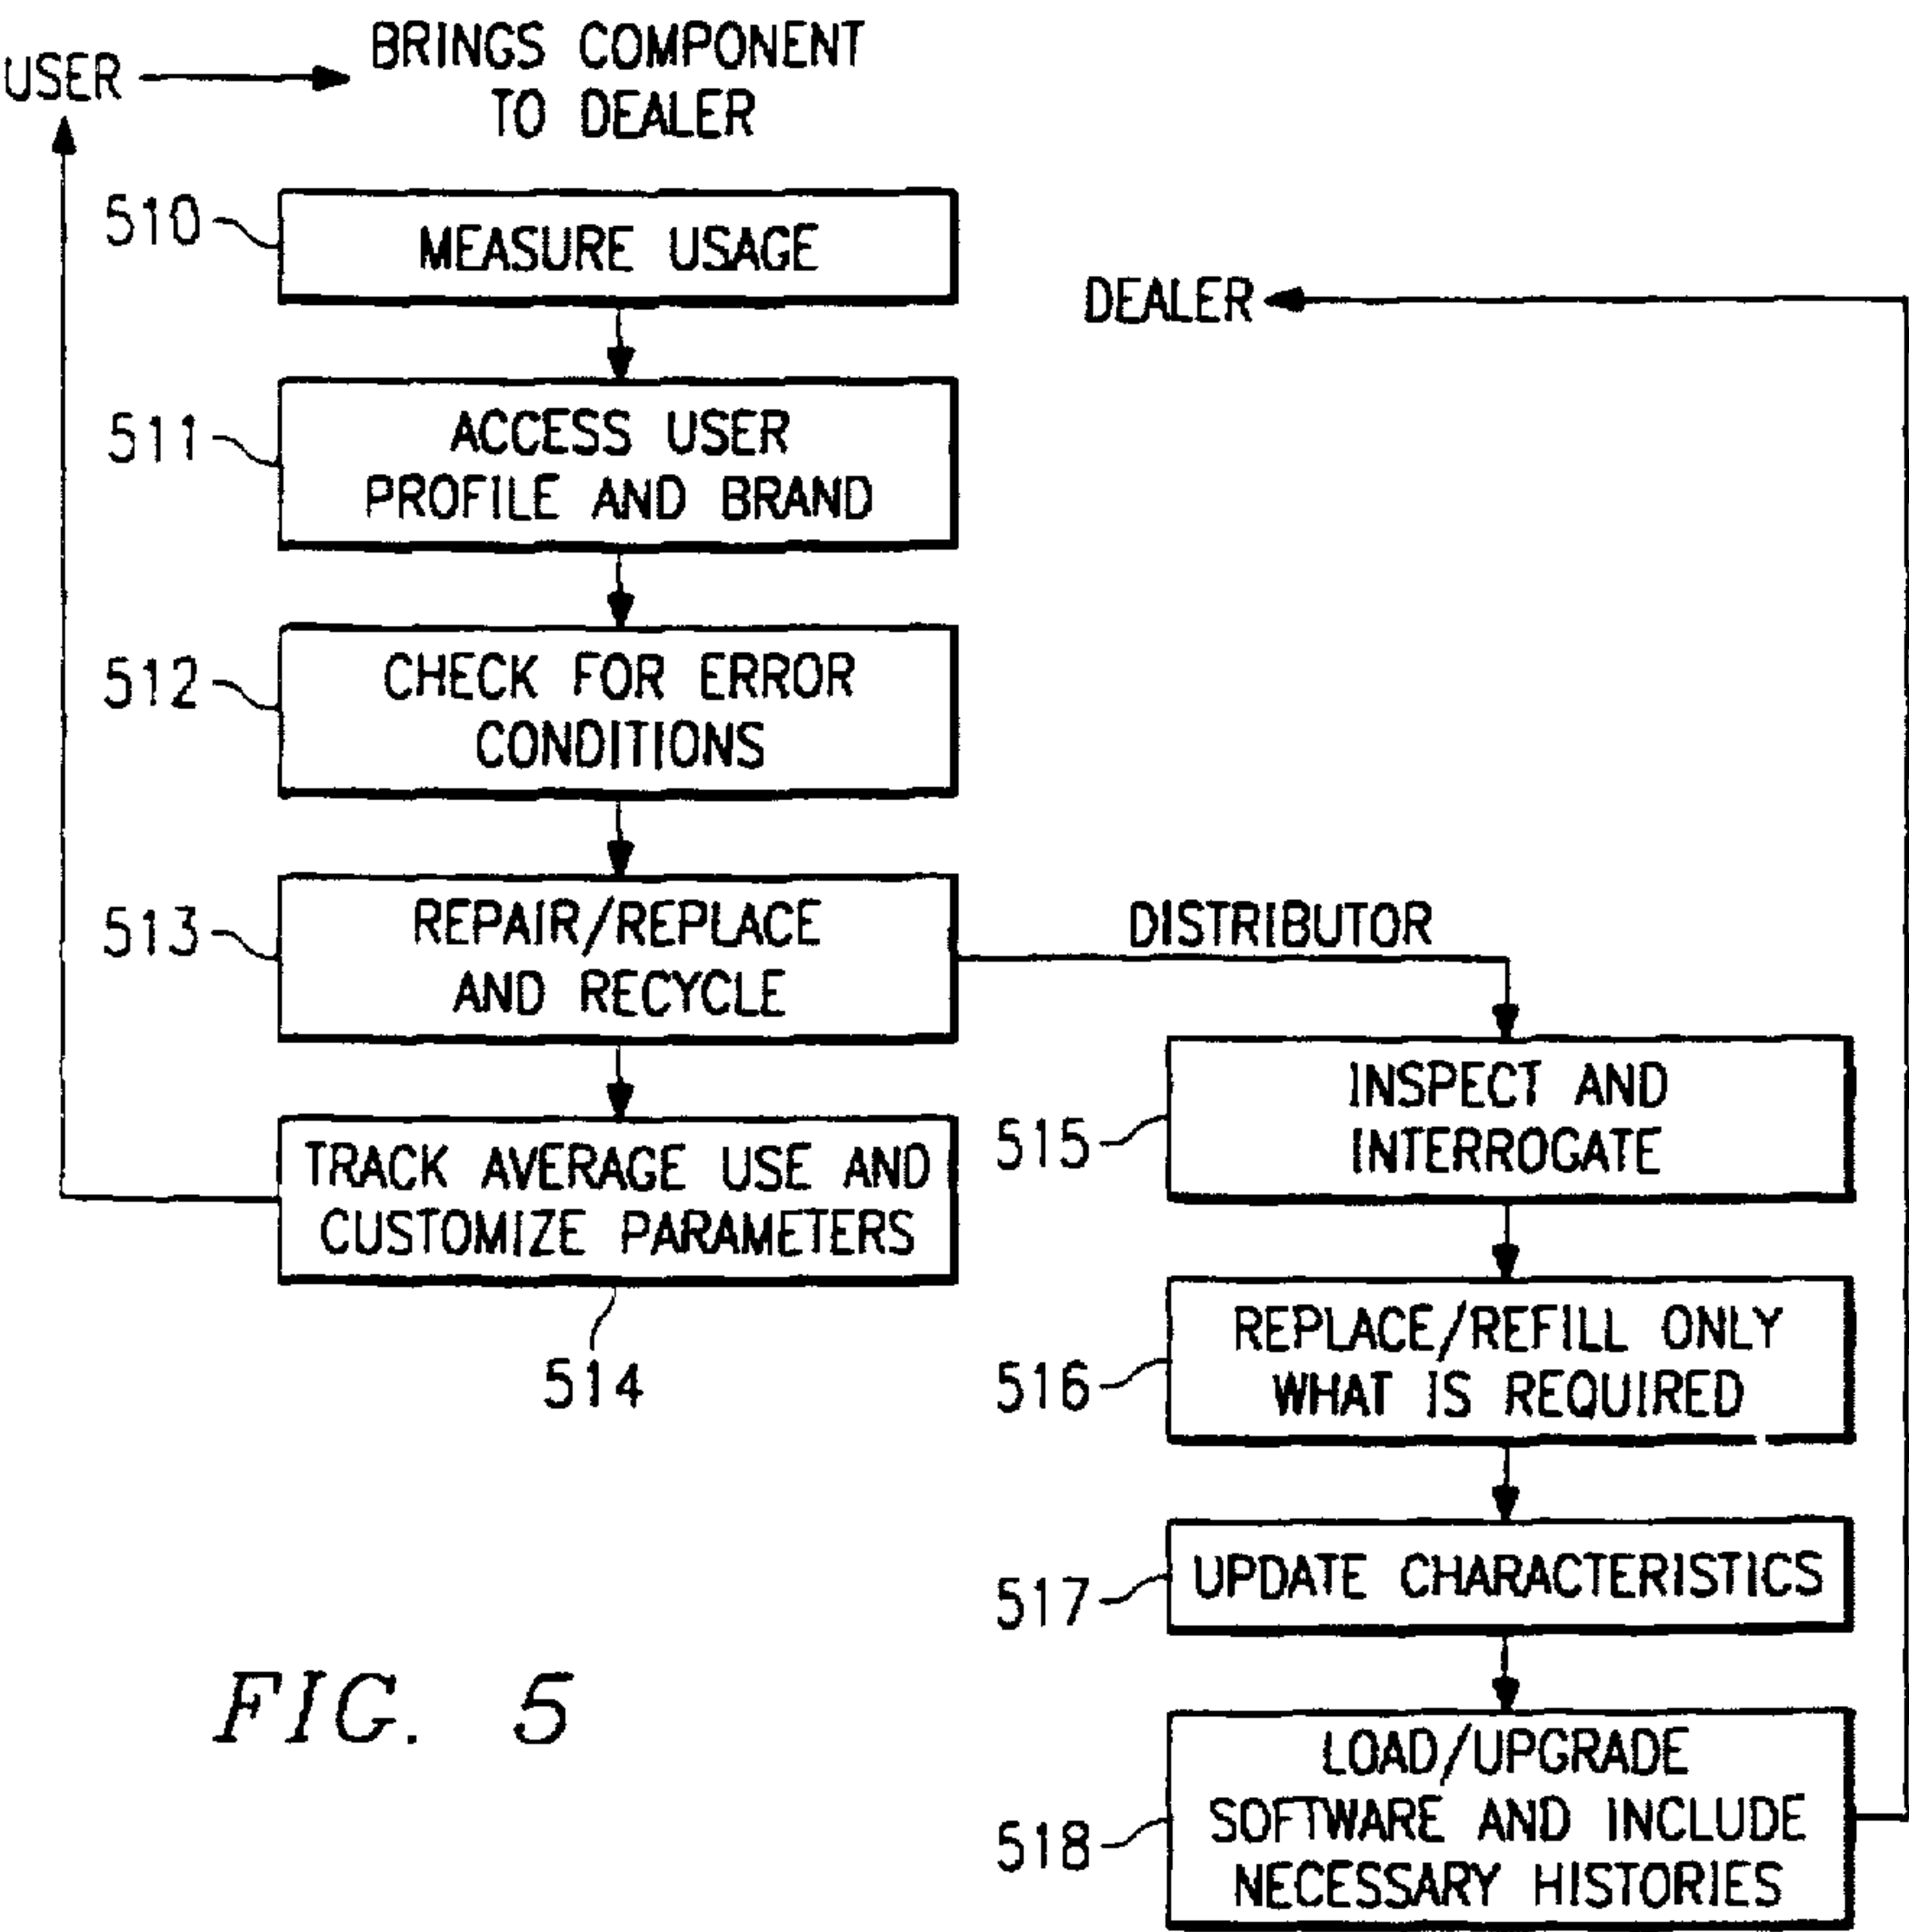 USER
BRINGS COMPONENT
TO DEALER
510
MEASURE USAGE
511
ACCESS USER
PROFILE AND BRAND
512
CHECK FOR ERROR
CONDITIONS
513
REPAIR/REPLACE
AND RECYCLE
TRACK AVERAGE USE AND
CUSTOMIZE PARAMETERS
514
DEALER
DISTRIBUTOR
515
INSPECT AND
INTERROGATE
516
REPLACE/REFILL ONLY
WHAT IS REQUIRED
517
UPDATE CHARACTERISTICS
518
LOAD/UPGRADE
SOFTWARE AND INCLUDE
NECESSARY HISTORIES
FIG. 5